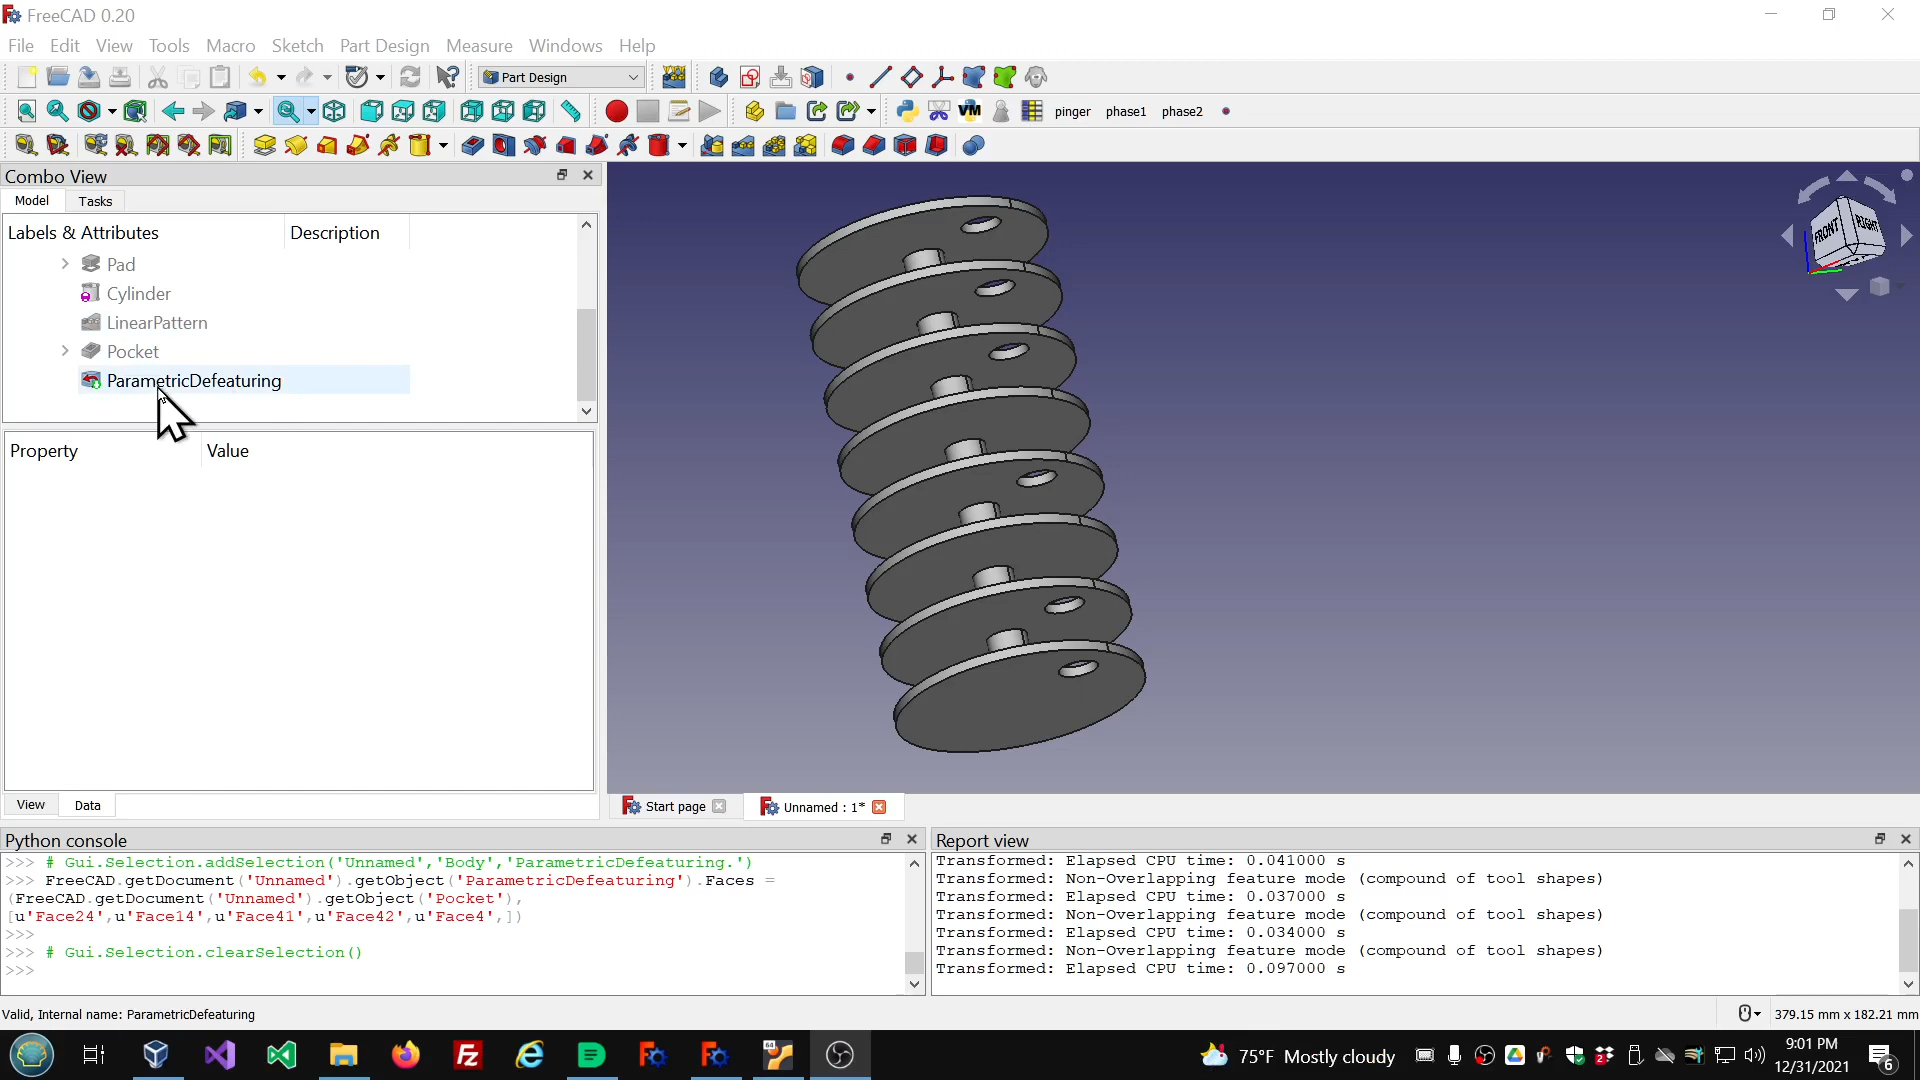 FreeCAD 0.20
File Edit View Tools Macro Sketch Part Design Measure Windows Help
Part Design
VM pinger phase1 phase2
Combo View
Model Tasks
Labels & Attributes Description
Pad
Cylinder
LinearPattern
Pocket
ParametricDefeaturing
Property Value
View Data
FRONT RIGHT
Start page Unnamed : 1*
Python console
>>> # Gui.Selection.addSelection('Unnamed','Body','ParametricDefeaturing.')
>>> FreeCAD.getDocument('Unnamed').getObject('ParametricDefeaturing').Faces =
(FreeCAD.getDocument('Unnamed').getObject('Pocket'),
[u'Face24',u'Face14',u'Face41',u'Face42',u'Face4',])
>>>
>>> # Gui.Selection.clearSelection()
>>>
Report view
Transformed: Elapsed CPU time: 0.041000 s
Transformed: Non-Overlapping feature mode (compound of tool shapes)
Transformed: Elapsed CPU time: 0.037000 s
Transformed: Non-Overlapping feature mode (compound of tool shapes)
Transformed: Elapsed CPU time: 0.034000 s
Transformed: Non-Overlapping feature mode (compound of tool shapes)
Transformed: Elapsed CPU time: 0.097000 s
Valid, Internal name: ParametricDefeaturing
379.15 mm x 182.21 mm
64
75°F Mostly cloudy
2
9:01 PM
12/31/2021
6